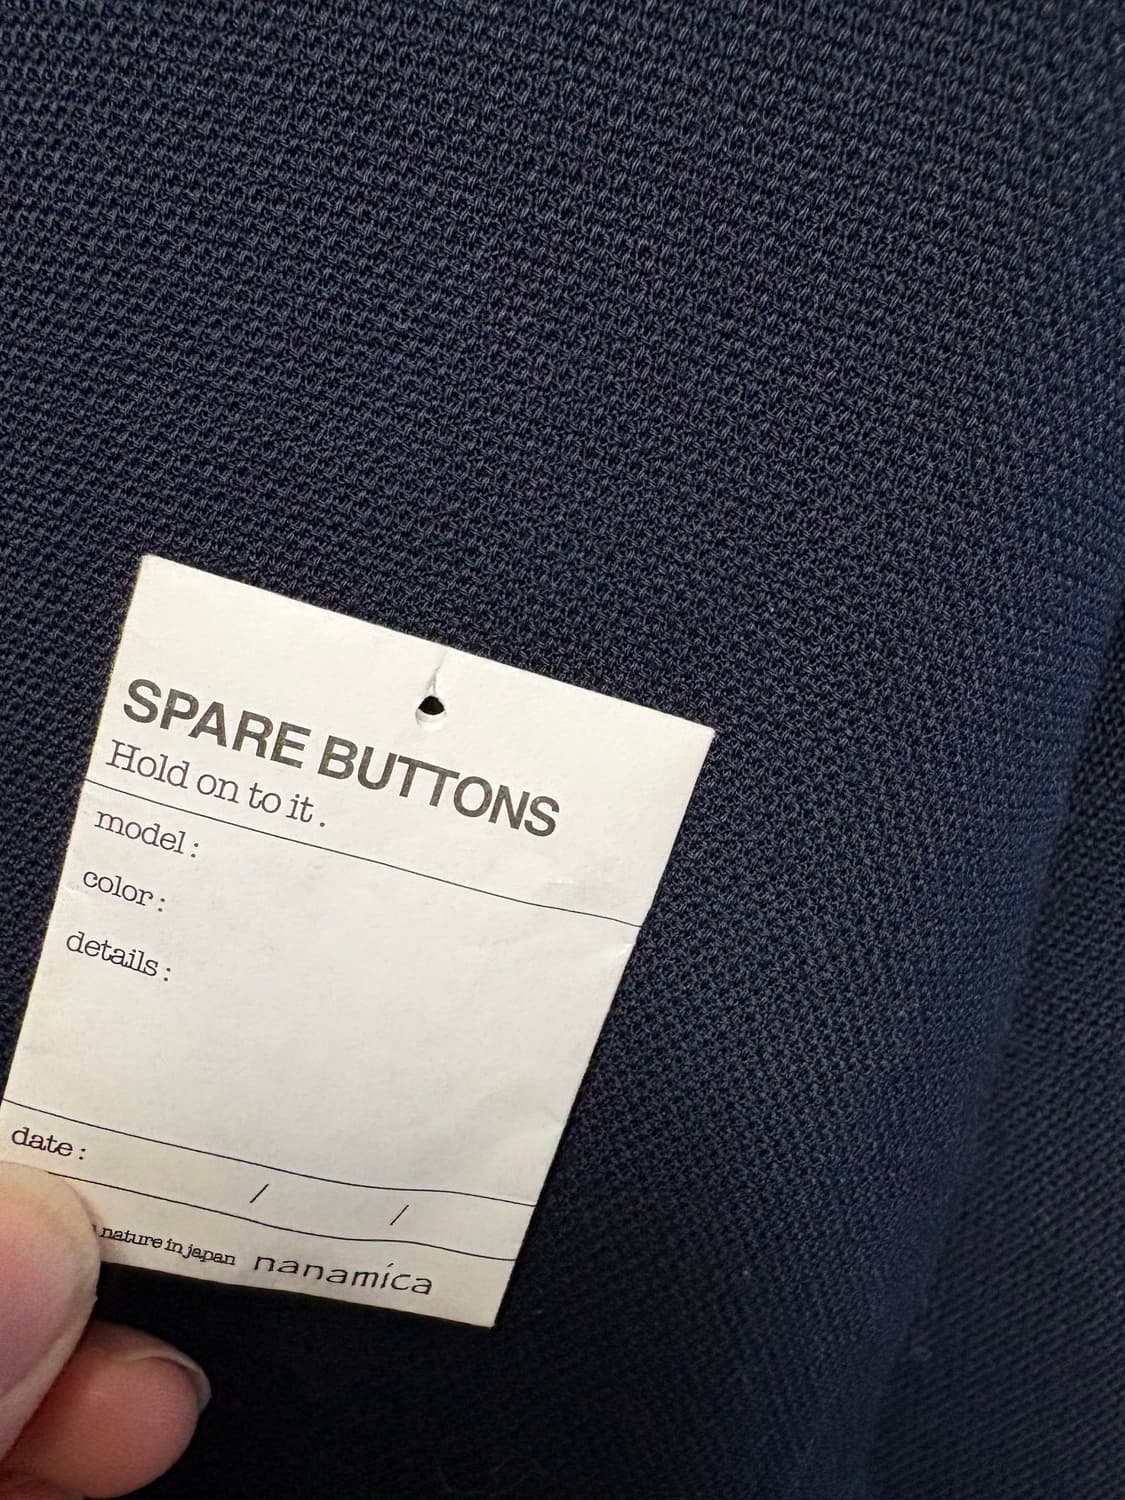 SPARE BUTTONS
Hold on to it.
model:
color:
details:
date:
/ /
nature in japan nanamica